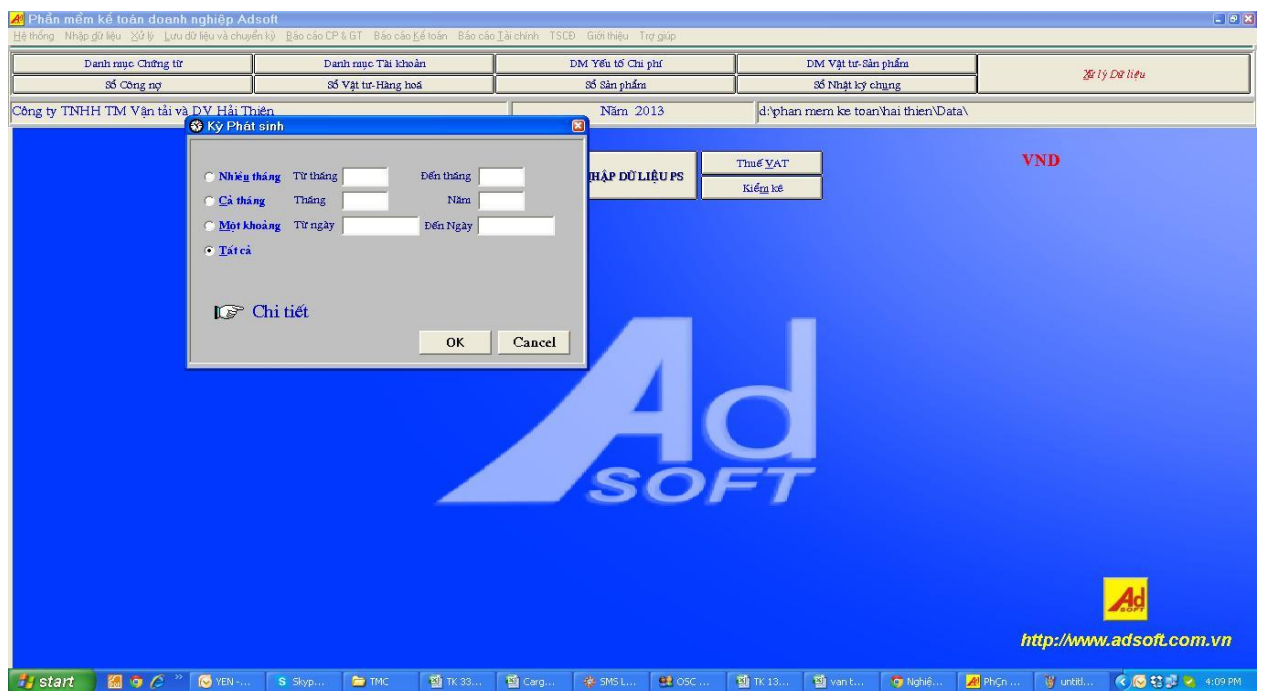 Phần mềm kế toán doanh nghiệp Adsoft
Hệ thống Nhập dữ liệu Xử lý Lưu dữ liệu và chuyển kỳ Báo cáo CP & GT Báo cáo Kế toán Báo cáo Tài chính TSCĐ Giới thiệu Trợ giúp
Danh mục Chứng từ Danh mục Tài khoản DM Yếu tố Chi phí DM Vật tư-Sản phẩm Xử lý Dữ liệu
Sổ Công nợ Sổ Vật tư-Hàng hoá Sổ Sản phẩm Sổ Nhật ký chung
Công ty TNHH TM Vận tải và DV Hải Thiên Năm 2013 d:\phan mem ke toan\hai thien\Data\
Kỳ Phát sinh
NHẬP DỮ LIỆU PS Thuế VAT VND
Kiểm kê
Nhiều tháng Từ tháng Đến tháng
Cả tháng Tháng Năm
Một khoảng Từ ngày Đến Ngày
Tất cả
Chi tiết
OK Cancel
Ad
SOFT
Ad
SOFT
http://www.adsoft.com.vn
start YEN -... Skyp... TMC TK 33... Carg... SMS L... OSC ... TK 13... van t... Nghiệ... PhÇn ... untitl... 4:09 PM